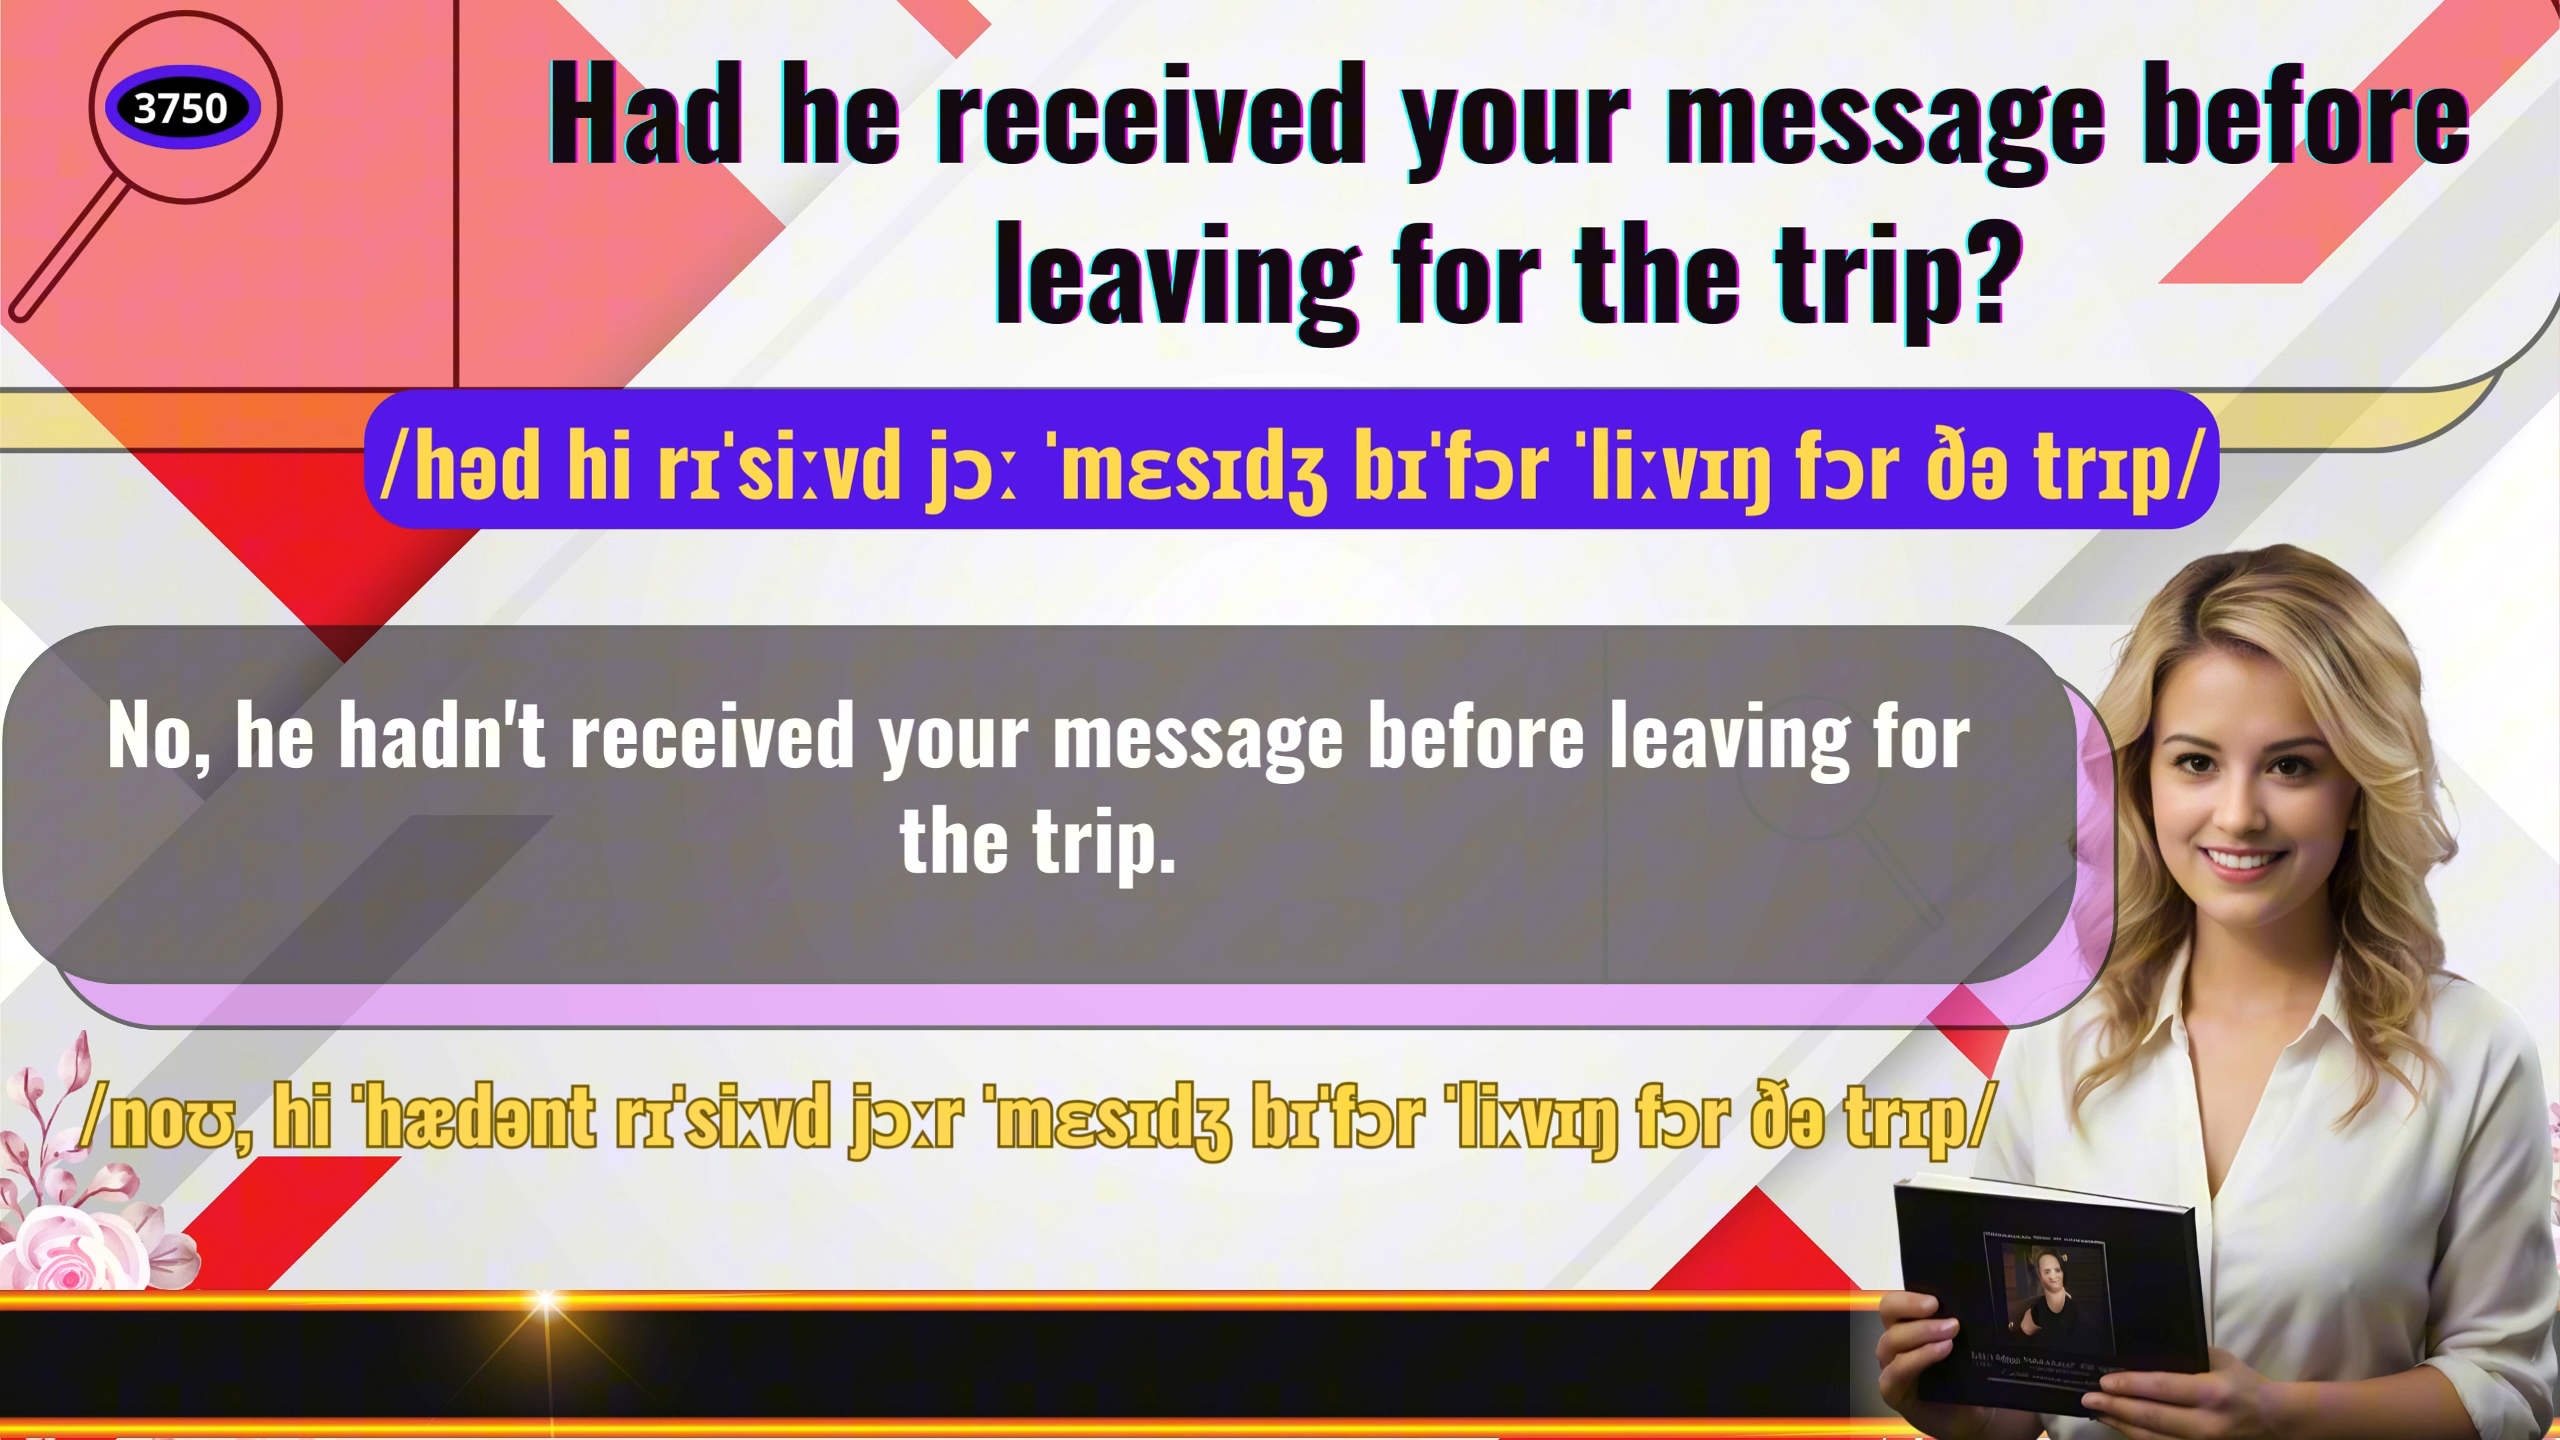 3750
Had he received your message before
leaving for the trip?
/həd hi rɪˈsiːvd jɔː ˈmɛsɪdʒ bɪˈfɔr ˈliːvɪŋ fɔr ðə trɪp/
No, he hadn't received your message before leaving for
the trip.
/noʊ, hi ˈhædənt rɪˈsiːvd jɔːr ˈmɛsɪdʒ bɪˈfɔr ˈliːvɪŋ fɔr ðə trɪp/